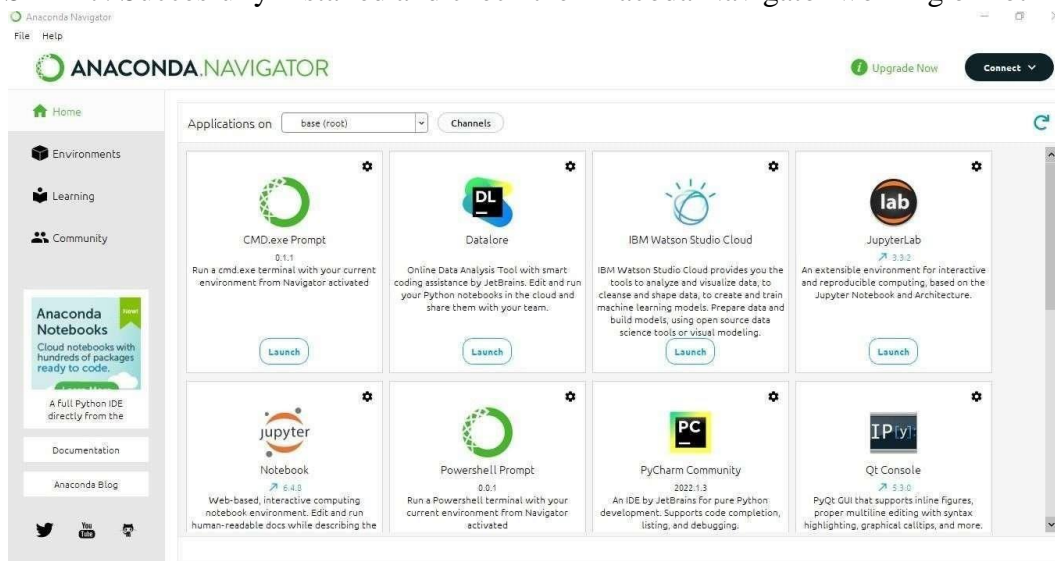 Anaconda Navigator
File Help
ANACONDA.NAVIGATOR
Upgrade Now
Connect
Home
Environments
Learning
Community
Applications on
base (root)
Channels
CMD.exe Prompt
0.1.1
Run a cmd.exe terminal with your current
environment from Navigator activated
Launch
DL
Datalore
Online Data Analysis Tool with smart
coding assistance by JetBrains. Edit and run
your Python notebooks in the cloud and
share them with your team.
Launch
IBM Watson Studio Cloud
IBM Watson Studio Cloud provides you the
tools to analyze and visualize data, to
cleanse and shape data, to create and train
machine learning models. Prepare data and
build models, using open source data
science tools or visual modeling.
Launch
lab
JupyterLab
3.3.2
An extensible environment for interactive
and reproducible computing, based on the
Jupyter Notebook and Architecture.
Launch
jupyter
Notebook
6.4.8
Web-based, interactive computing
notebook environment. Edit and run
human-readable docs while describing the
Powershell Prompt
0.0.1
Run a Powershell terminal with your
current environment from Navigator
activated
PC
PyCharm Community
2022.1.3
An IDE by JetBrains for pure Python
development. Supports code completion,
listing, and debugging.
IP[y]:
Qt Console
5.3.0
PyQt GUI that supports inline figures,
proper multiline editing with syntax
highlighting, graphical calltips, and more.
Anaconda
Notebooks
New!
Cloud notebooks with
hundreds of packages
ready to code.
A full Python IDE
directly from the
Documentation
Anaconda Blog
You
Tube